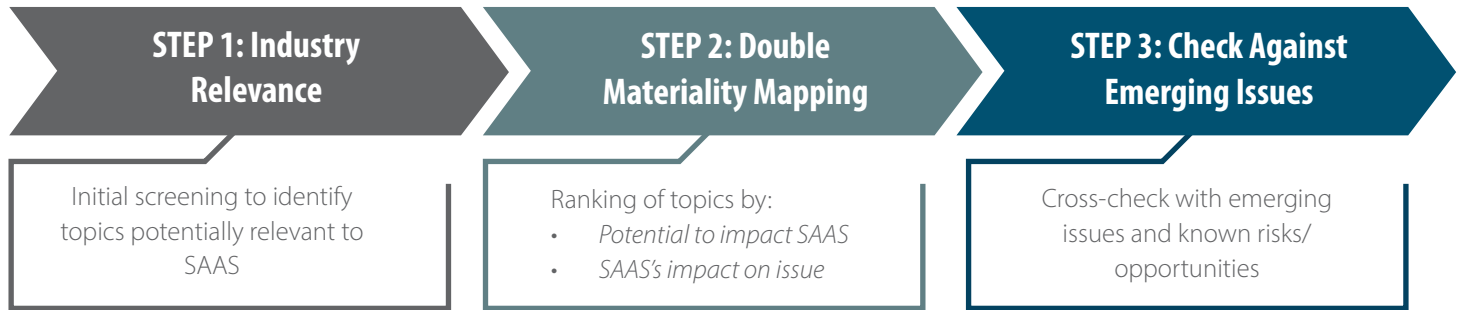 STEP 1: Industry
Relevance
Initial screening to identify
topics potentially relevant to
SAAS
STEP 2: Double
Materiality Mapping
Ranking of topics by:
• Potential to impact SAAS
• SAAS's impact on issue
STEP 3: Check Against
Emerging Issues
Cross-check with emerging
issues and known risks/
opportunities